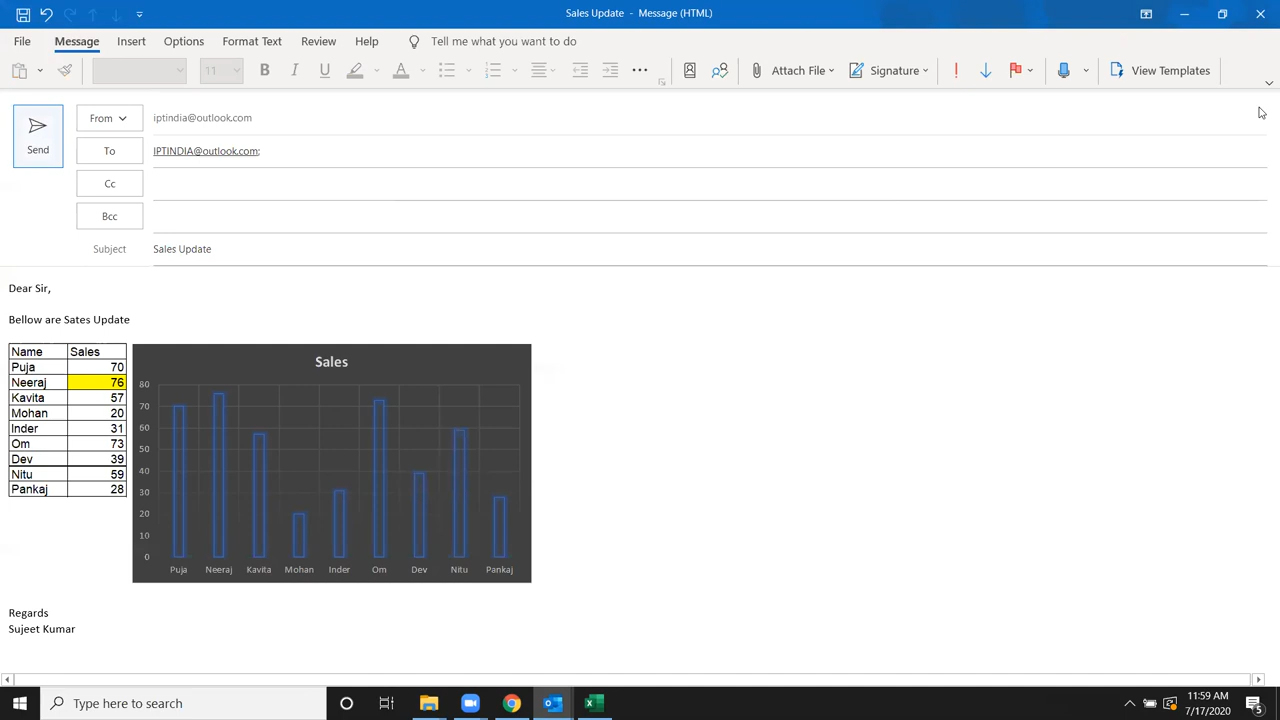 Sales Update - Message (HTML)
File Message Insert Options Format Text Review Help Tell me what you want to do
11 B I U A Attach File Signature View Templates
From iptindia@outlook.com
Send
To IPTINDIA@outlook.com;
Cc
Bcc
Subject Sales Update
Dear Sir,
Bellow are Sates Update
Name Sales
Puja 70
Neeraj 76
Kavita 57
Mohan 20
Inder 31
Om 73
Dev 39
Nitu 59
Pankaj 28
Sales
80
70
60
50
40
30
20
10
0
Puja Neeraj Kavita Mohan Inder Om Dev Nitu Pankaj
Regards
Sujeet Kumar
Type here to search
11:59 AM
7/17/2020
5